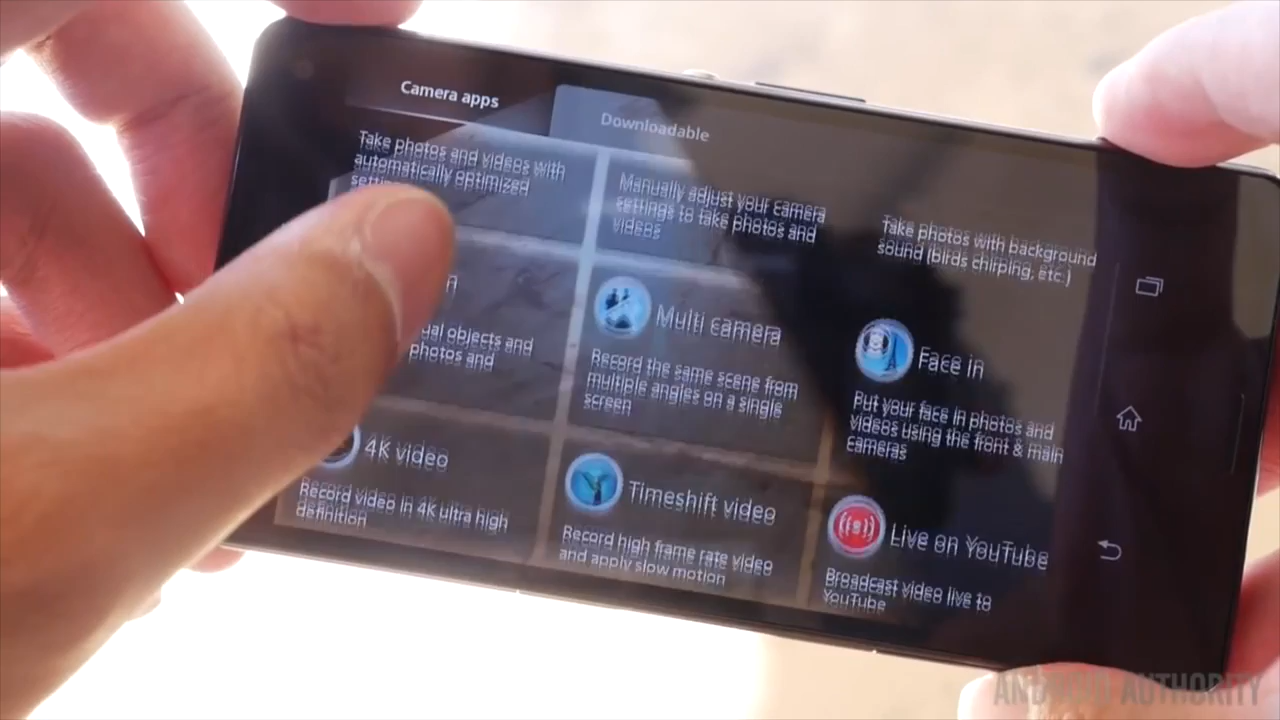 Camera apps
Downloadable
Take photos and videos with
automatically optimized
Manually adjust your camera
settings to take photos and
videos
Take photos with background
sound (birds chirping, etc.)
objects and
photos and
Multi camera
Record the same scene from
multiple angles on a single
screen
Face in
Put your face in photos and
videos using the front & main
cameras
4K video
Record video in 4K ultra high
definition
Timeshift video
Record high frame rate video
and apply slow motion
Live on YouTube
Broadcast video live to
YouTube
ANDROID AUTHORITY